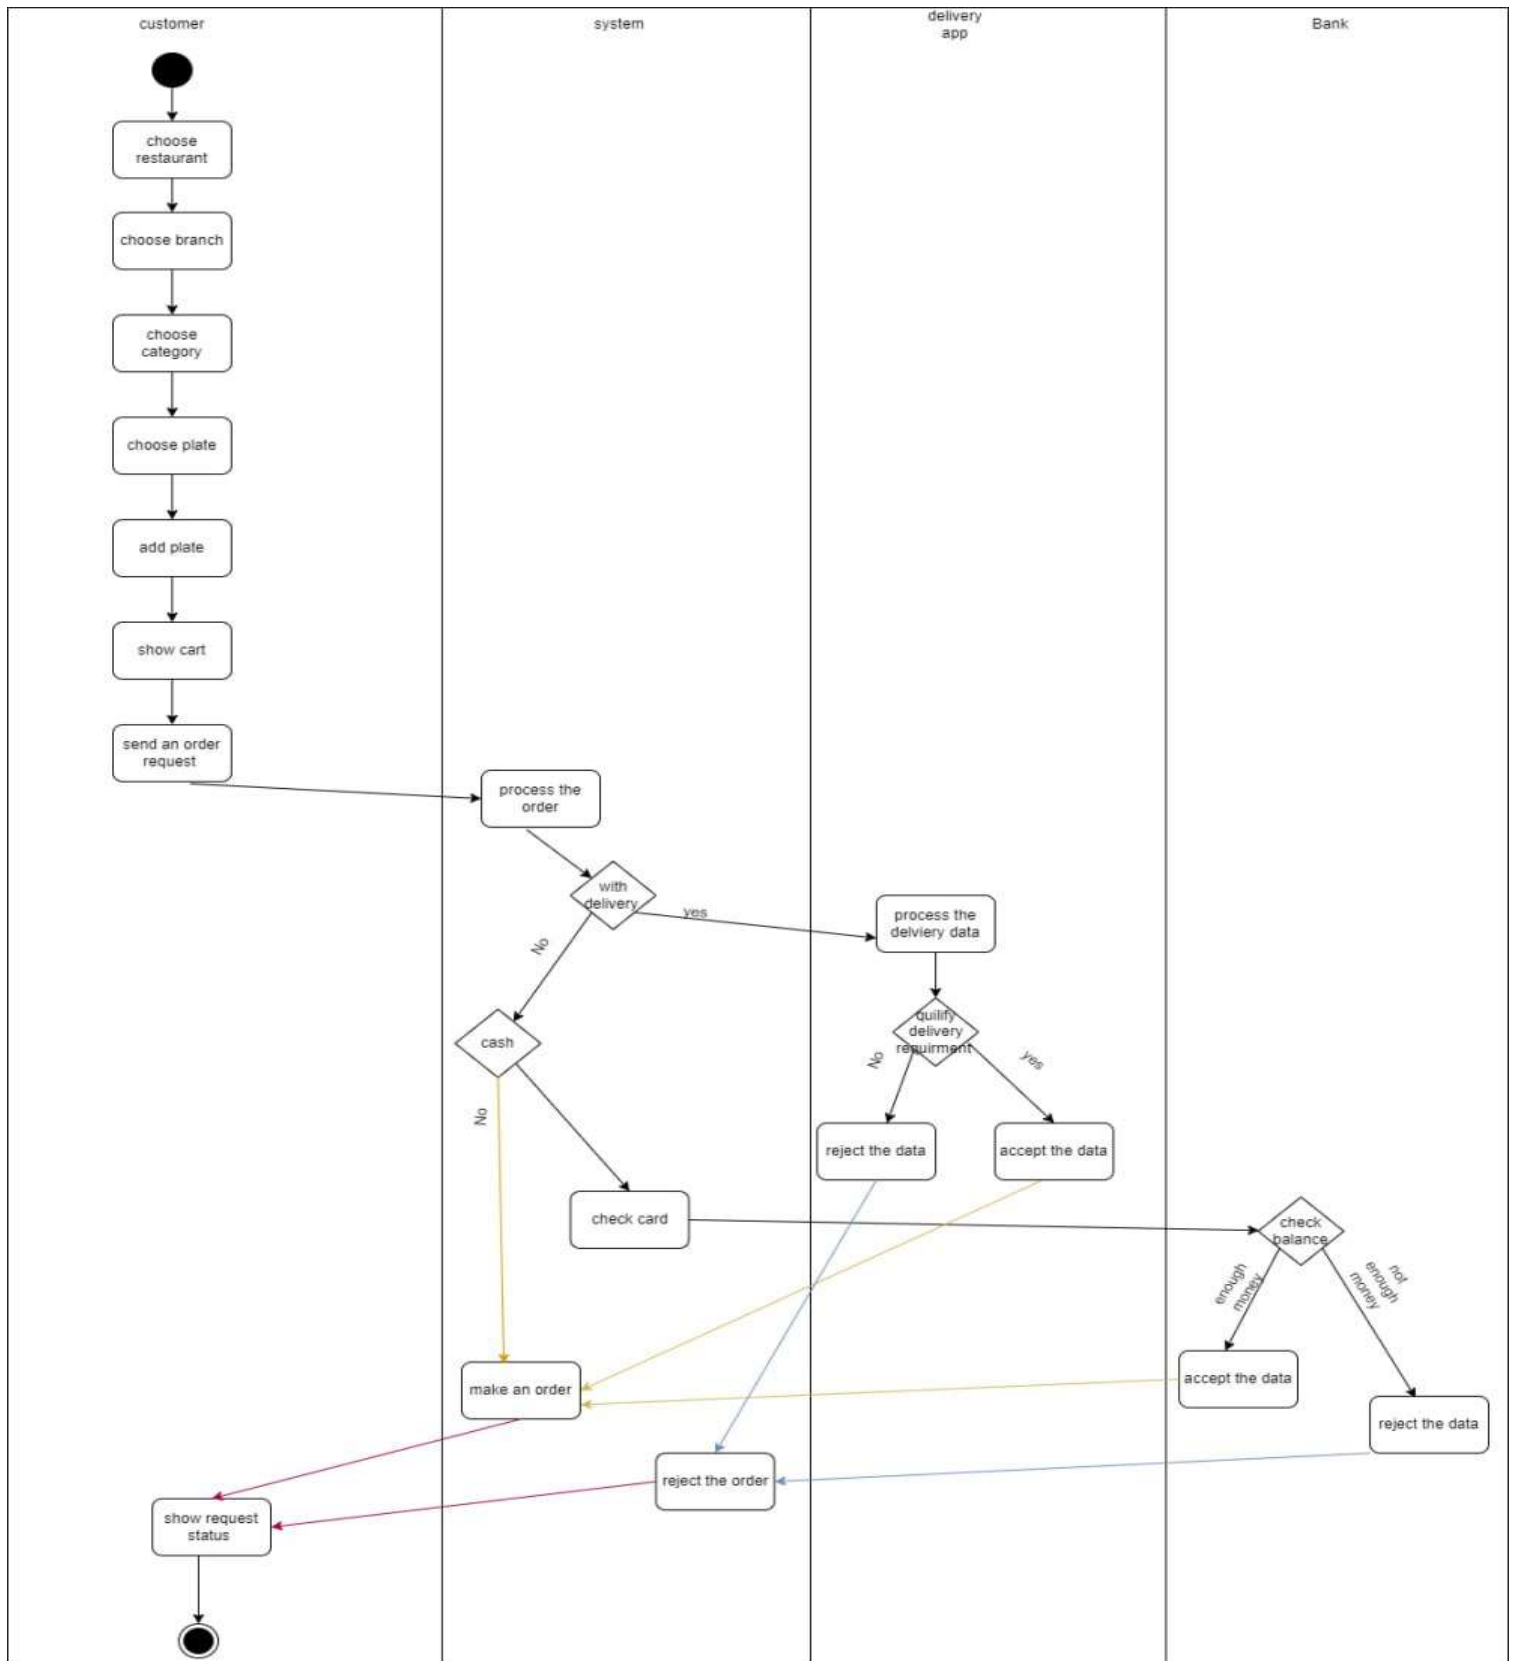 customer
system
delivery
app
Bank
choose
restaurant
choose branch
choose
category
choose plate
add plate
show cart
send an order
request
process the
order
with
delivery
yes
No
process the
delviery data
quilify
delivery
requirment
No
yes
cash
No
reject the data
accept the data
check card
check
balance
enough
money
not
enough
money
make an order
accept the data
reject the data
reject the order
show request
status